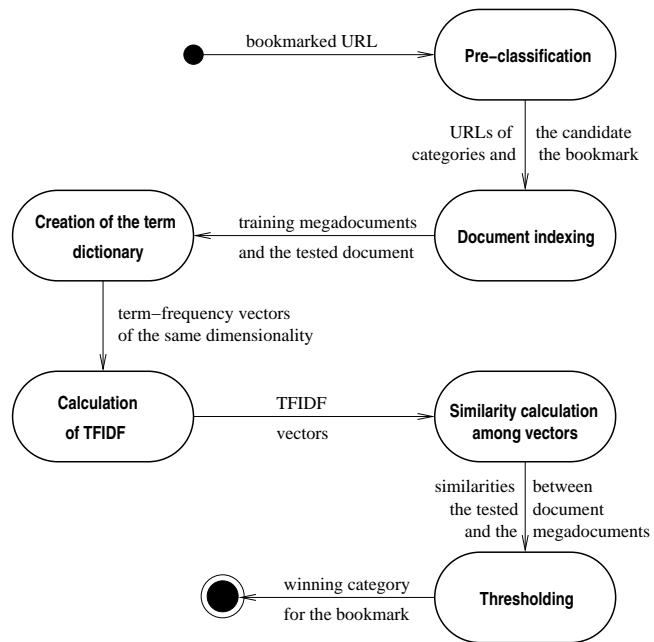 bookmarked URL
Pre−classification
URLs of the candidate
categories and the bookmark
Creation of the term
dictionary
training megadocuments
and the tested document
Document indexing
term−frequency vectors
of the same dimensionality
Calculation
of TFIDF
TFIDF
vectors
Similarity calculation
among vectors
similarities between
the tested document
and the megadocuments
winning category
for the bookmark
Thresholding